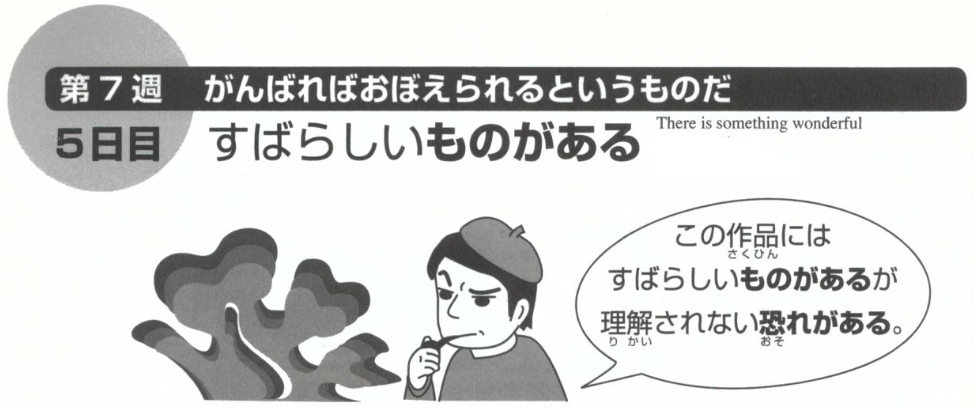 第7週 がんばればおぼえられるというものだ
5日目 すばらしいものがある There is something wonderful
この作品には
さくひん
すばらしいものがあるが
理解されない恐れがある。
りかい おそ